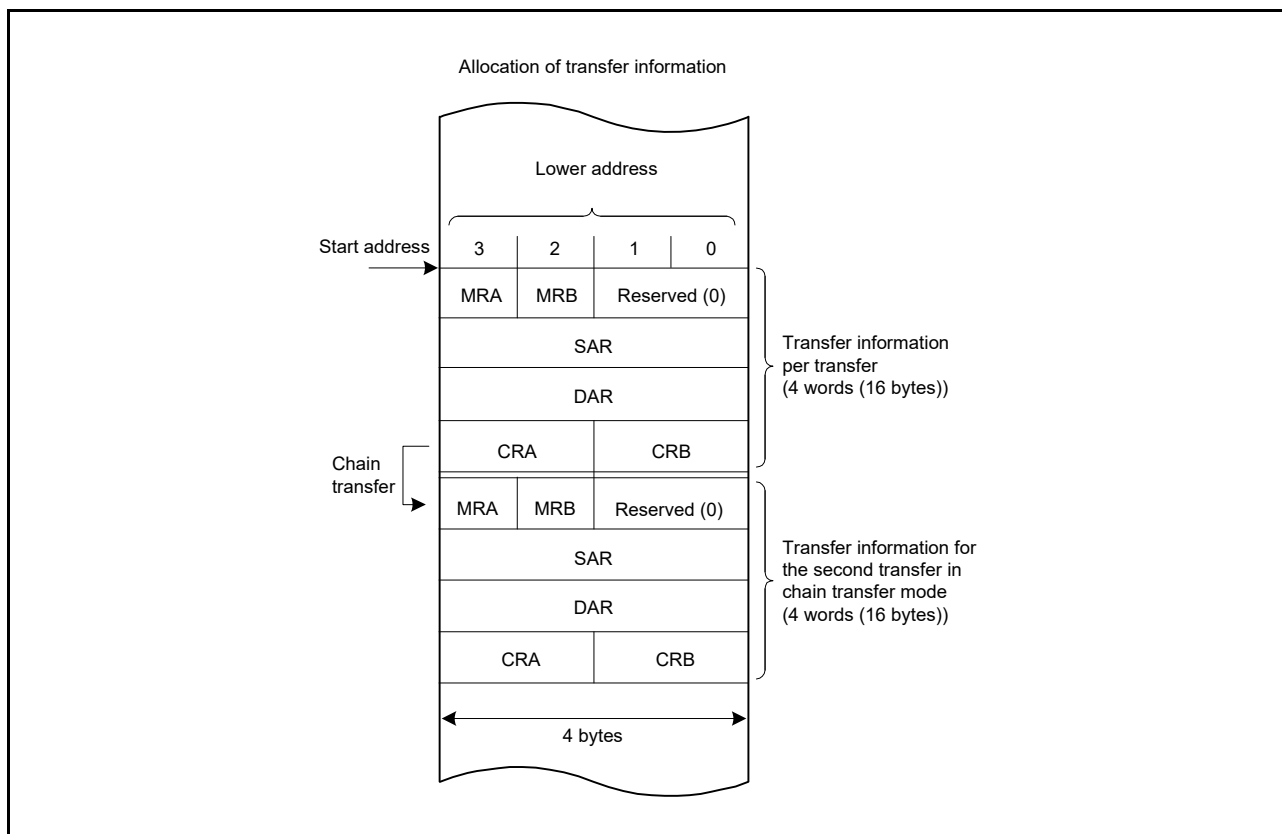 Allocation of transfer information
Lower address
Start address
3 2 1 0
MRA MRB Reserved (0)
SAR
DAR
CRA CRB
Transfer information
per transfer
(4 words (16 bytes))
Chain
transfer
MRA MRB Reserved (0)
SAR
DAR
CRA CRB
Transfer information for
the second transfer in
chain transfer mode
(4 words (16 bytes))
4 bytes